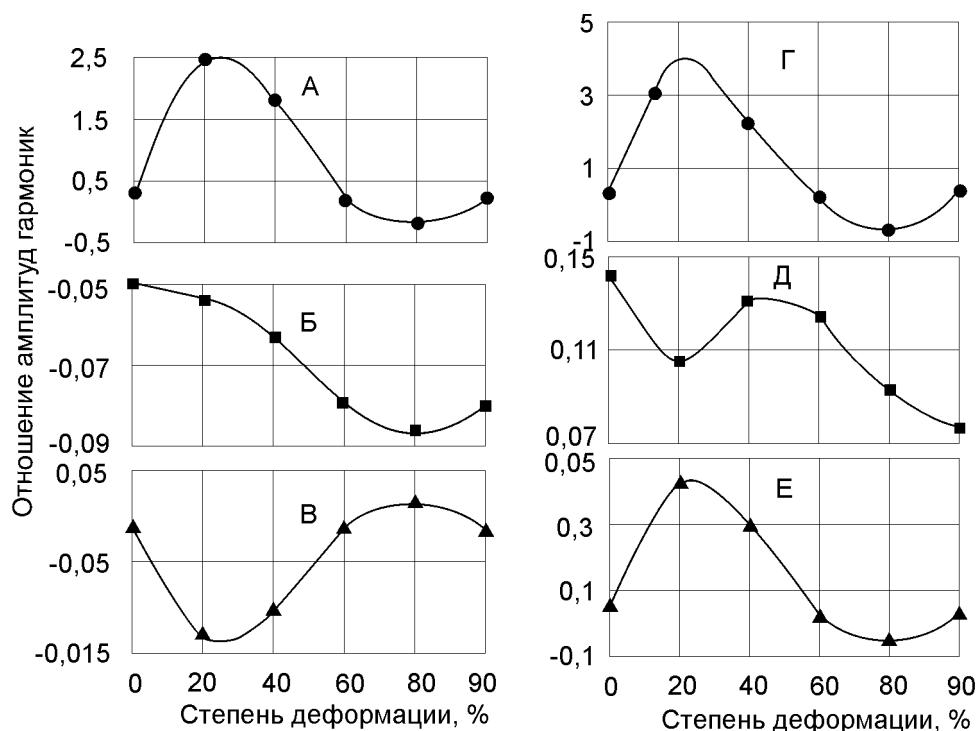 Отношение амплитуд гармоник
2,5
1.5
0.5
-0,5
А
-0,05
-0,07
-0,09
Б
0,05
-0,05
-0,015
В
0 20 40 60 80 90
Степень деформации, %
5
3
1
-1
Г
0,15
0,11
0,07
Д
0,05
0,3
0,1
-0,1
Е
0 20 40 60 80 90
Степень деформации, %